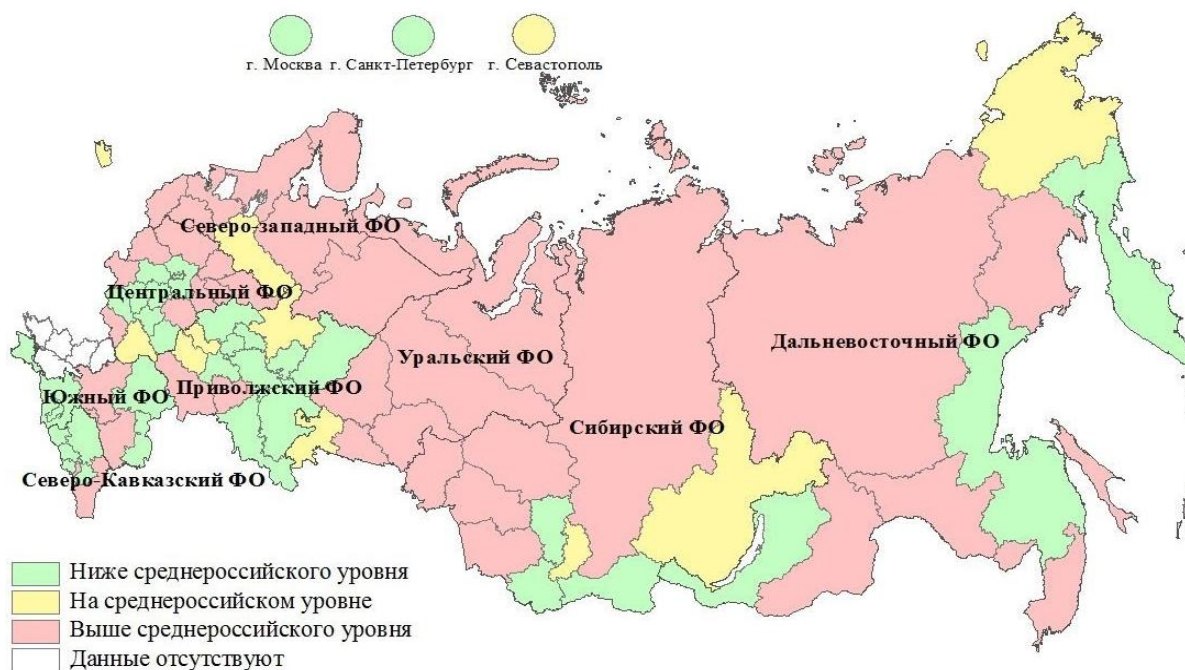 г. Москва г. Санкт-Петербург г. Севастополь
Северо-западный ФО
Центральный ФО
Уральский ФО
Дальневосточный ФО
Южный ФО
Приволжский ФО
Сибирский ФО
Северо-Кавказский ФО
Ниже среднероссийского уровня
На среднероссийском уровне
Выше среднероссийского уровня
Данные отсутствуют